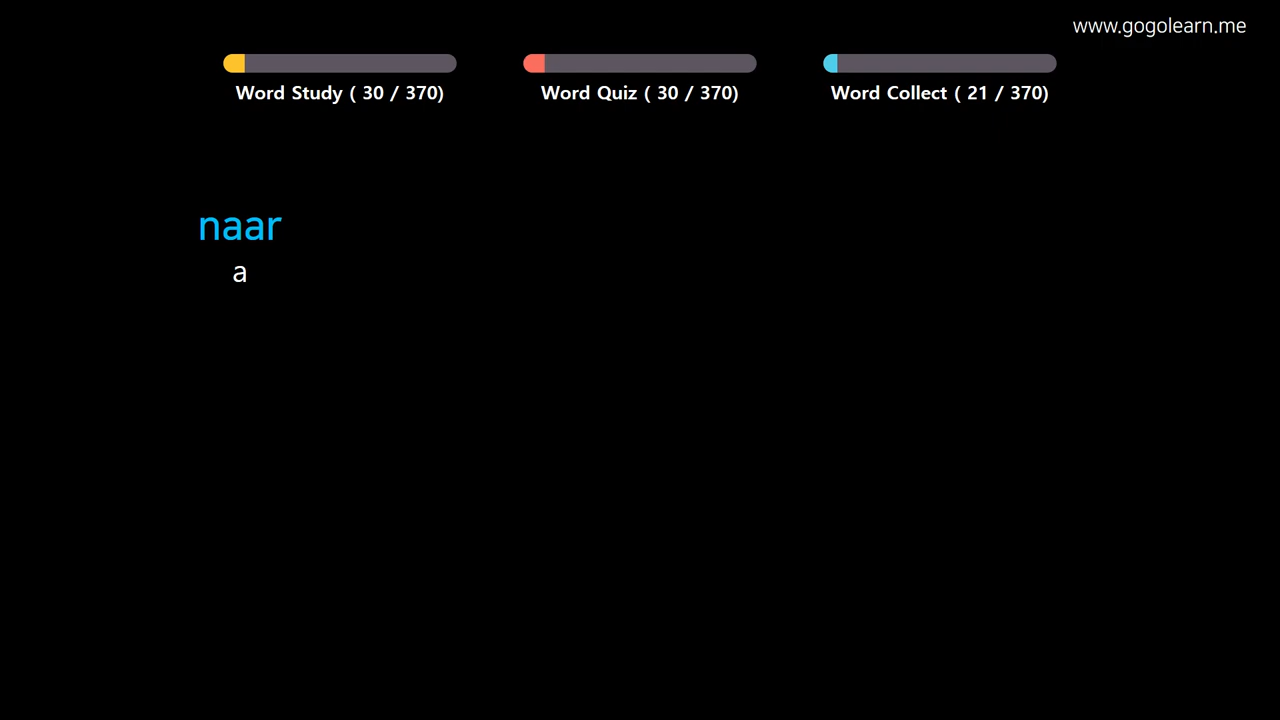 www.gogolearn.me
Word Study ( 30 / 370)
Word Quiz ( 30 / 370)
Word Collect ( 21 / 370)
naar
a